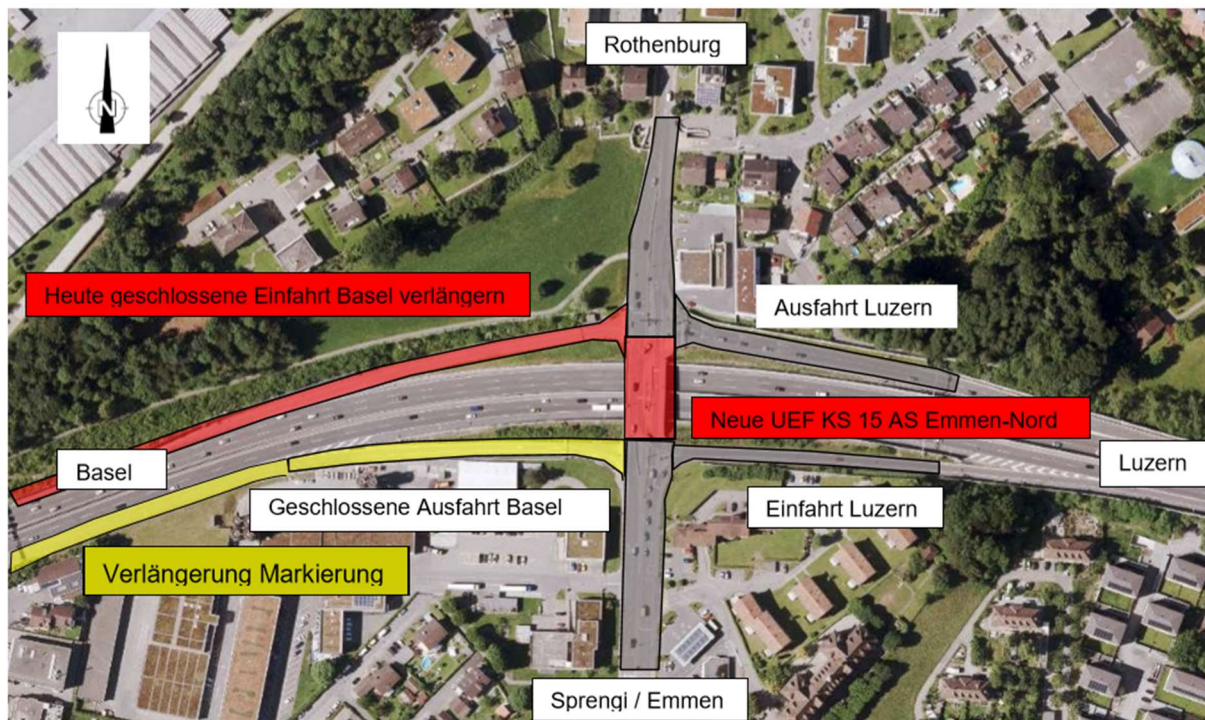 Rothenburg
N
Heute geschlossene Einfahrt Basel verlängern
Ausfahrt Luzern
Neue UEF KS 15 AS Emmen-Nord
Basel
Luzern
Geschlossene Ausfahrt Basel
Einfahrt Luzern
Verlängerung Markierung
Sprengi / Emmen